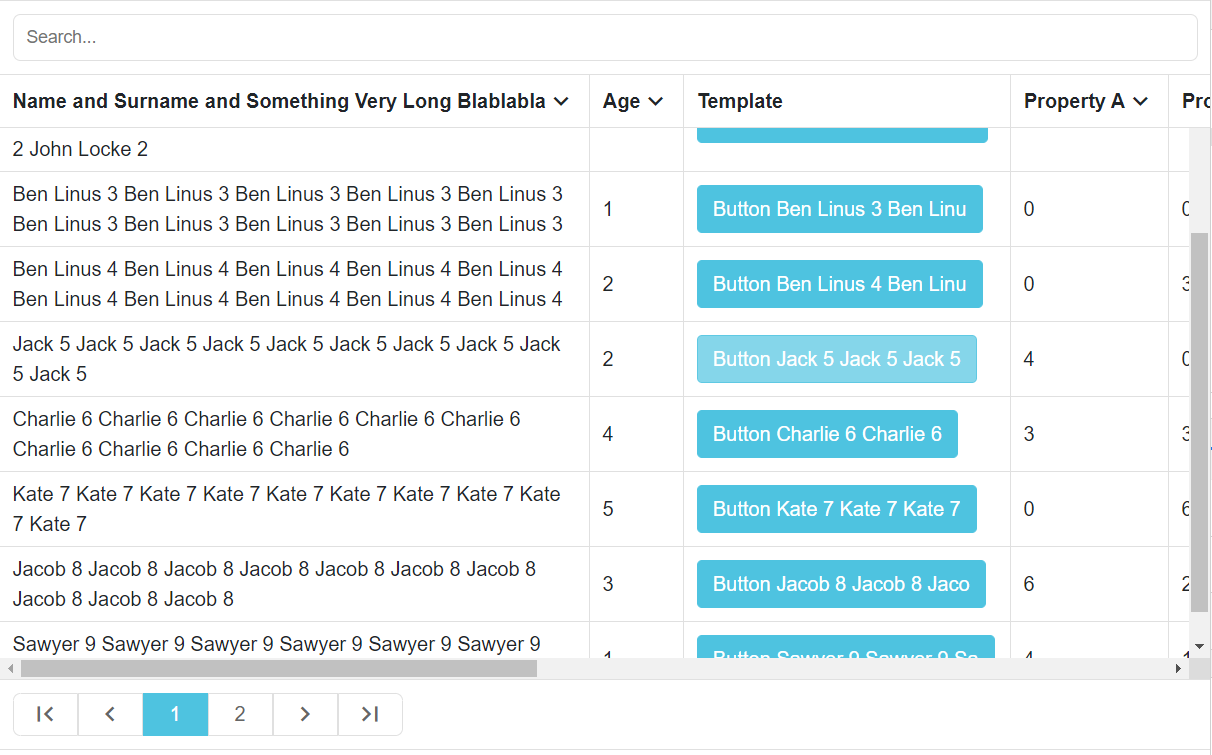 Search...
Name and Surname and Something Very Long Blablabla Age Template Property A
2 John Locke 2
Ben Linus 3 Ben Linus 3 Ben Linus 3 Ben Linus 3 Ben Linus 3
Ben Linus 3 Ben Linus 3 Ben Linus 3 Ben Linus 3 Ben Linus 3
1 Button Ben Linus 3 Ben Linu 0
Ben Linus 4 Ben Linus 4 Ben Linus 4 Ben Linus 4 Ben Linus 4
Ben Linus 4 Ben Linus 4 Ben Linus 4 Ben Linus 4 Ben Linus 4
2 Button Ben Linus 4 Ben Linu 0
Jack 5 Jack 5 Jack 5 Jack 5 Jack 5 Jack 5 Jack 5 Jack 5 Jack
5 Jack 5
2 Button Jack 5 Jack 5 Jack 5 4
Charlie 6 Charlie 6 Charlie 6 Charlie 6 Charlie 6 Charlie 6
Charlie 6 Charlie 6 Charlie 6 Charlie 6
4 Button Charlie 6 Charlie 6 3
Kate 7 Kate 7 Kate 7 Kate 7 Kate 7 Kate 7 Kate 7 Kate 7 Kate
7 Kate 7
5 Button Kate 7 Kate 7 Kate 7 0
Jacob 8 Jacob 8 Jacob 8 Jacob 8 Jacob 8 Jacob 8 Jacob 8
Jacob 8 Jacob 8 Jacob 8
3 Button Jacob 8 Jacob 8 Jaco 6
Sawyer 9 Sawyer 9 Sawyer 9 Sawyer 9 Sawyer 9 Sawyer 9
1 Button Sawyer 9 Sawyer 9 Sa 4
1 2